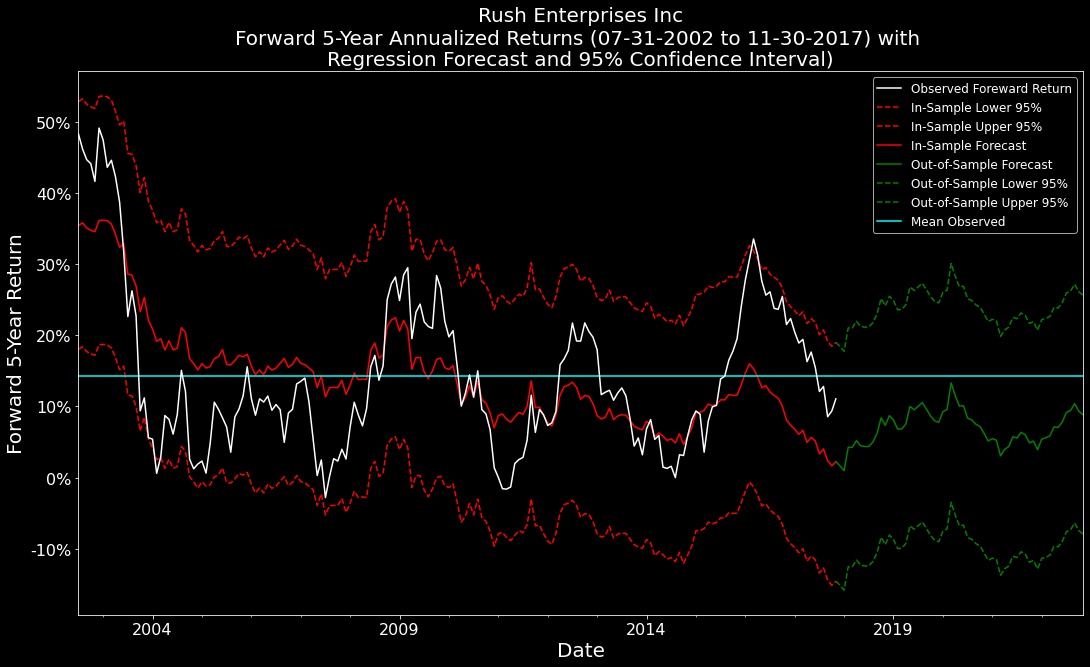 Rush Enterprises Inc
Forward 5-Year Annualized Returns (07-31-2002 to 11-30-2017) with
Regression Forecast and 95% Confidence Interval)
Observed Foreward Return
In-Sample Lower 95%
In-Sample Upper 95%
In-Sample Forecast
Out-of-Sample Forecast
Out-of-Sample Lower 95%
Out-of-Sample Upper 95%
Mean Observed
Forward 5-Year Return
50%
40%
30%
20%
10%
0%
-10%
2004
2009
2014
2019
Date